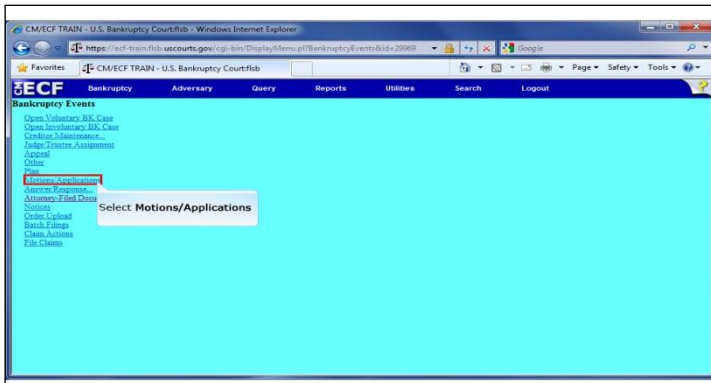 CM/ECF TRAIN - U.S. Bankruptcy Court:flsb - Windows Internet Explorer
https://ecf-train.flsb.uscourts.gov/cgi-bin/DisplayMenu.pl?BankruptcyEvents&id=29969
Google
Favorites
CM/ECF TRAIN - U.S. Bankruptcy Court:flsb
Page
Safety
Tools
ECF
Bankruptcy
Adversary
Query
Reports
Utilities
Search
Logout
?
Bankruptcy Events
Open Voluntary BK Case
Open Involuntary BK Case
Creditor Maintenance...
Judge/Trustee Assignment
Appeal
Other
Plan
Motions/Applications
Answer/Response...
Attorney-Filed Docu
Notices
Order Upload
Batch Filings
Claim Actions
File Claims
Select Motions/Applications